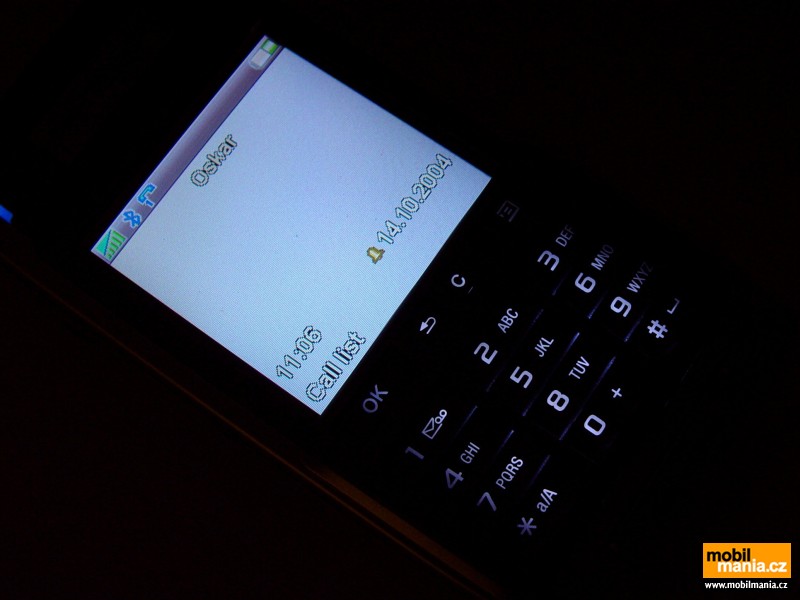 Oskar
14.10.2004
11:06
Call list
OK
C
1
2 ABC
3 DEF
4 GHI
5 JKL
6 MNO
7 PQRS
8 TUV
9 WXYZ
* a/A
0 +
#
mobil
mania.cz
www.mobilmania.cz